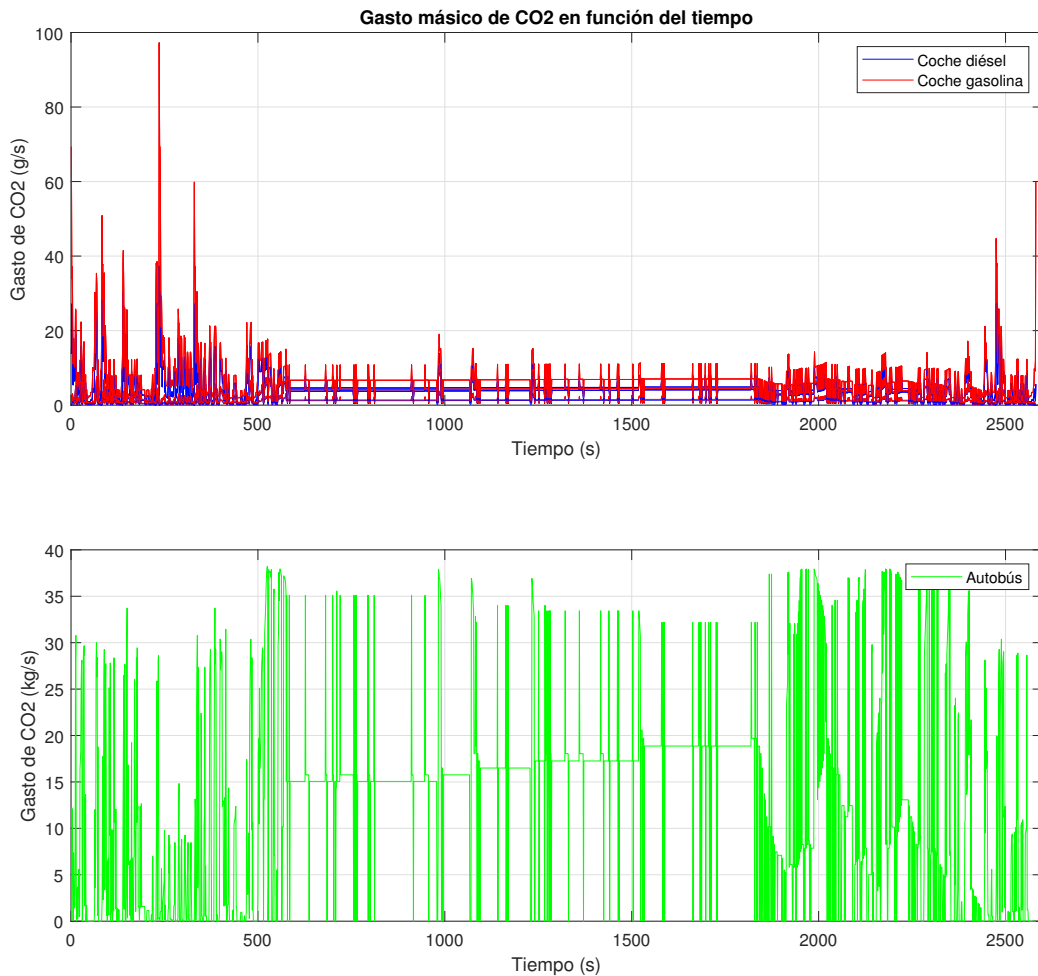 Gasto másico de CO2 en función del tiempo
100
80
60
40
20
0
Gasto de CO2 (g/s)
Coche diésel
Coche gasolina
0 500 1000 1500 2000 2500
Tiempo (s)
40
35
30
25
20
15
10
5
0
Gasto de CO2 (kg/s)
Autobús
0 500 1000 1500 2000 2500
Tiempo (s)